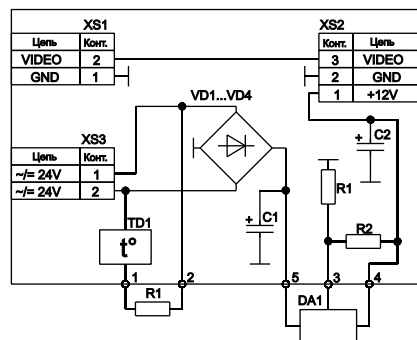 XS1
XS2
Цепь Конт.
VIDEO 2
GND 1
Конт. Цепь
3 VIDEO
2 GND
1 +12V
VD1...VD4
XS3
Цепь Конт.
~/= 24V 1
~/= 24V 2
+ C2
TD1
t°
+ C1
R1
R2
1 2 5 3 4
R1
DA1